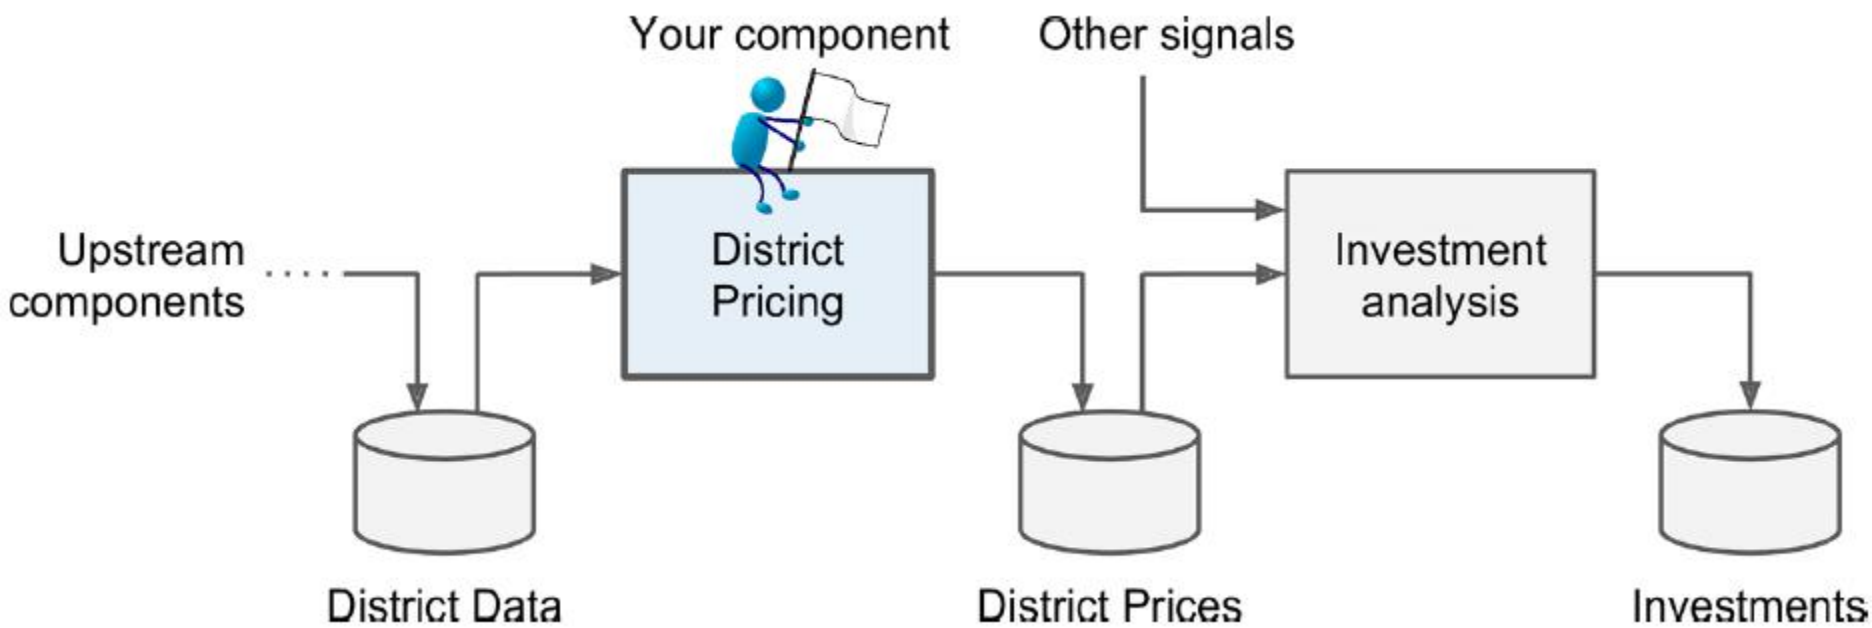 Your component
Other signals
Upstream
components
District
Pricing
Investment
analysis
District Data
District Prices
Investments